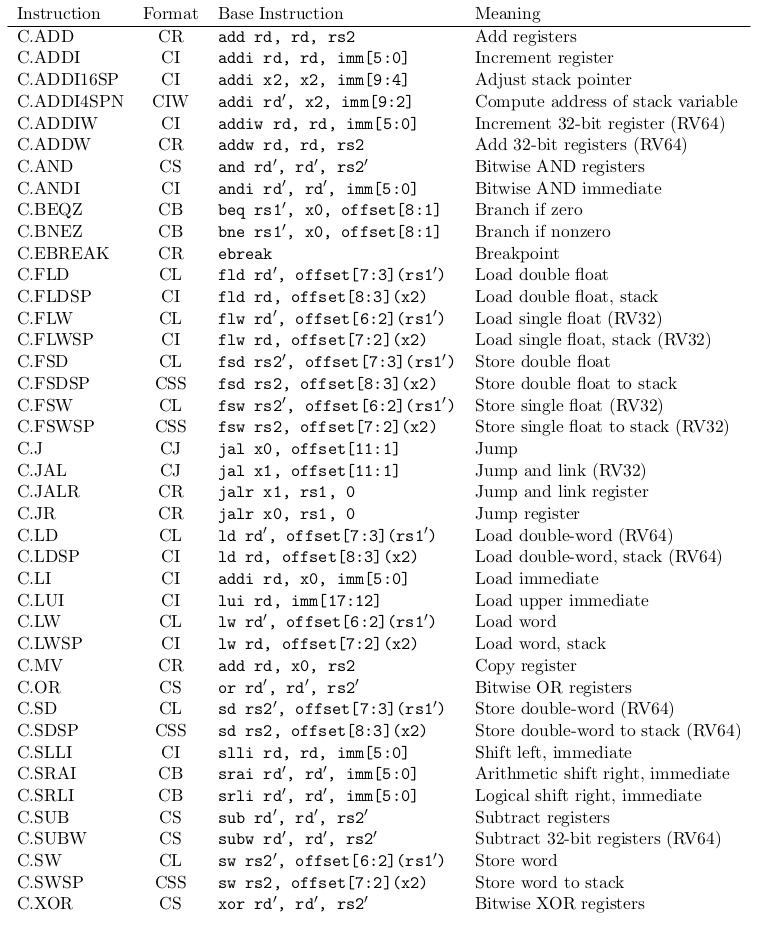 Instruction Format Base Instruction Meaning
C.ADD CR add rd, rd, rs2 Add registers
C.ADDI CI addi rd, rd, imm[5:0] Increment register
C.ADDI16SP CI addi x2, x2, imm[9:4] Adjust stack pointer
C.ADDI4SPN CIW addi rd′, x2, imm[9:2] Compute address of stack variable
C.ADDIW CI addiw rd, rd, imm[5:0] Increment 32-bit register (RV64)
C.ADDW CR addw rd, rd, rs2 Add 32-bit registers (RV64)
C.AND CS and rd′, rd′, rs2′ Bitwise AND registers
C.ANDI CI andi rd′, rd′, imm[5:0] Bitwise AND immediate
C.BEQZ CB beq rs1′, x0, offset[8:1] Branch if zero
C.BNEZ CB bne rs1′, x0, offset[8:1] Branch if nonzero
C.EBREAK CR ebreak Breakpoint
C.FLD CL fld rd′, offset[7:3](rs1′) Load double float
C.FLDSP CI fld rd, offset[8:3](x2) Load double float, stack
C.FLW CL flw rd′, offset[6:2](rs1′) Load single float (RV32)
C.FLWSP CI flw rd, offset[7:2](x2) Load single float, stack (RV32)
C.FSD CL fsd rs2′, offset[7:3](rs1′) Store double float
C.FSDSP CSS fsd rs2, offset[8:3](x2) Store double float to stack
C.FSW CL fsw rs2′, offset[6:2](rs1′) Store single float (RV32)
C.FSWSP CSS fsw rs2, offset[7:2](x2) Store single float to stack (RV32)
C.J CJ jal x0, offset[11:1] Jump
C.JAL CJ jal x1, offset[11:1] Jump and link (RV32)
C.JALR CR jalr x1, rs1, 0 Jump and link register
C.JR CR jalr x0, rs1, 0 Jump register
C.LD CL ld rd′, offset[7:3](rs1′) Load double-word (RV64)
C.LDSP CI ld rd, offset[8:3](x2) Load double-word, stack (RV64)
C.LI CI addi rd, x0, imm[5:0] Load immediate
C.LUI CI lui rd, imm[17:12] Load upper immediate
C.LW CL lw rd′, offset[6:2](rs1′) Load word
C.LWSP CI lw rd, offset[7:2](x2) Load word, stack
C.MV CR add rd, x0, rs2 Copy register
C.OR CS or rd′, rd′, rs2′ Bitwise OR registers
C.SD CL sd rs2′, offset[7:3](rs1′) Store double-word (RV64)
C.SDSP CSS sd rs2, offset[8:3](x2) Store double-word to stack (RV64)
C.SLLI CI slli rd, rd, imm[5:0] Shift left, immediate
C.SRAI CB srai rd′, rd′, imm[5:0] Arithmetic shift right, immediate
C.SRLI CB srli rd′, rd′, imm[5:0] Logical shift right, immediate
C.SUB CS sub rd′, rd′, rs2′ Subtract registers
C.SUBW CS subw rd′, rd′, rs2′ Subtract 32-bit registers (RV64)
C.SW CL sw rs2′, offset[6:2](rs1′) Store word
C.SWSP CSS sw rs2, offset[7:2](x2) Store word to stack
C.XOR CS xor rd′, rd′, rs2′ Bitwise XOR registers